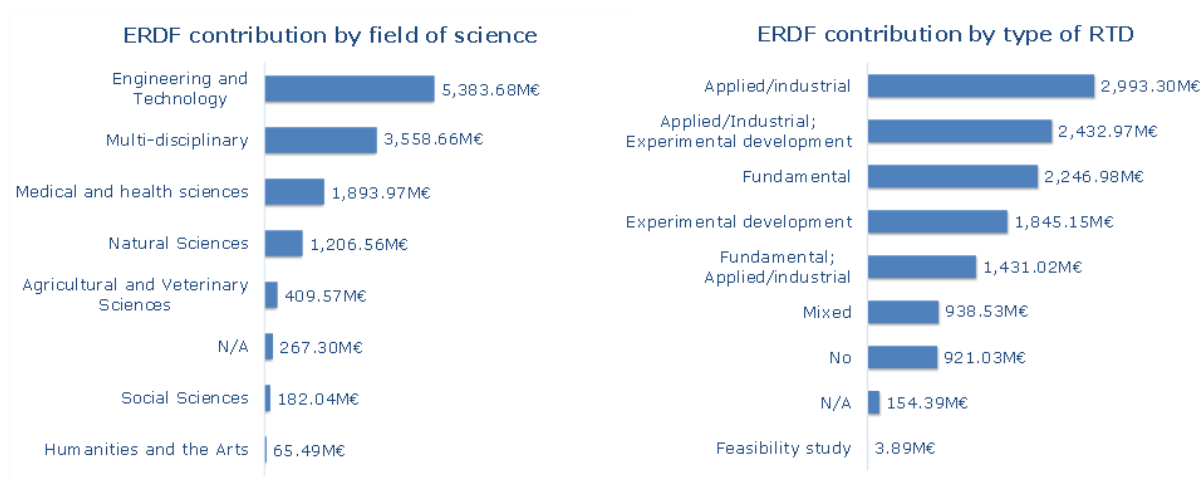 ERDF contribution by field of science
Engineering and
Technology
5,383.68M€
Multi-disciplinary
3,558.66M€
Medical and health sciences
1,893.97M€
Natural Sciences
1,206.56M€
Agricultural and Veterinary
Sciences
409.57M€
N/A
267.30M€
Social Sciences
182.04M€
Humanities and the Arts
65.49M€
ERDF contribution by type of RTD
Applied/industrial
2,993.30M€
Applied/Industrial;
Experimental development
2,432.97M€
Fundamental
2,246.98M€
Experimental development
1,845.15M€
Fundamental;
Applied/industrial
1,431.02M€
Mixed
938.53M€
No
921.03M€
N/A
154.39M€
Feasibility study
3.89M€